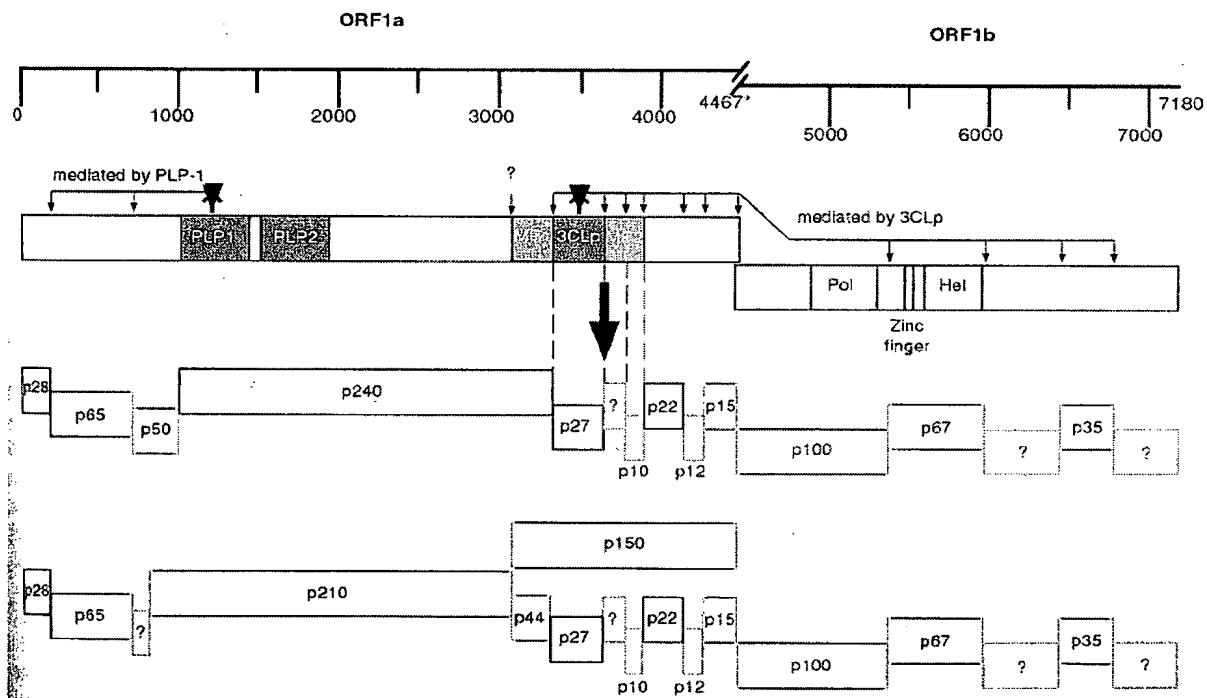 ORF1a
ORF1b
0 1000 2000 3000 4000 4467* 5000 6000 7000 7180
mediated by PLP-1
?
mediated by 3CLp
PLP1 PLP2 3CLp
Pol Hel
Zinc
finger
p28 p65 p50 p240 p27 ? p10 p22 p12 p15 p100 p67 ? p35 ?
p150
p28 p65 ? p210 p44 p27 ? p10 p22 p12 p15 p100 p67 ? p35 ?